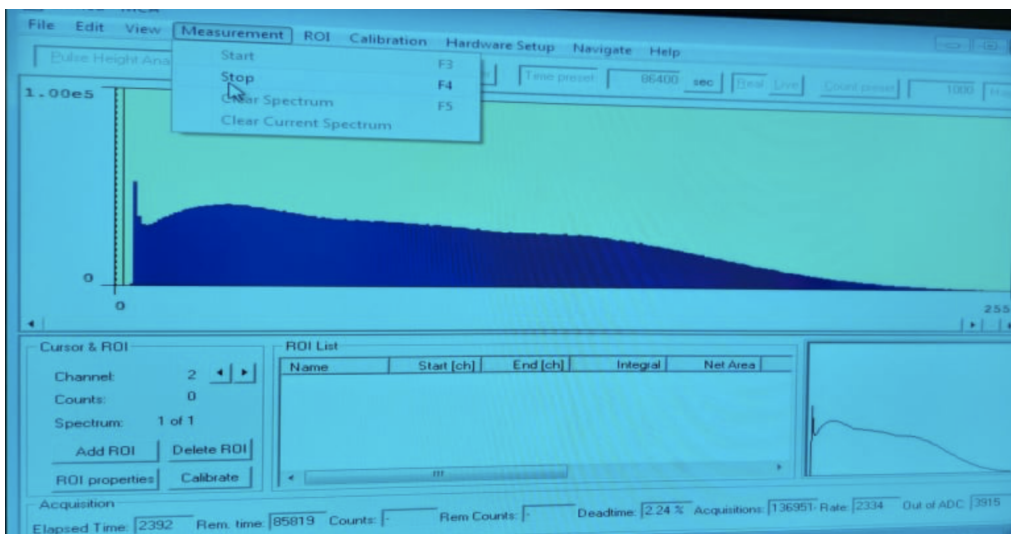 MCA
File Edit View Measurement ROI Calibration Hardware Setup Navigate Help
Pulse Height Ana
Start F3
Stop F4
Clear Spectrum F5
Clear Current Spectrum
Time preset: 86400 sec Real Live Count preset 1000
1.00e5
0
0 255
Cursor & ROI
Channel: 2
Counts: 0
Spectrum: 1 of 1
Add ROI Delete ROI
ROI properties Calibrate
ROI List
Name Start [ch] End [ch] Integral Net Area
Acquisition
Elapsed Time: 2392 Rem. time: 85819 Counts: - Rem Counts: - Deadtime: 2.24 % Acquisitions: 136951 Rate: 2334 Out of ADC 3915